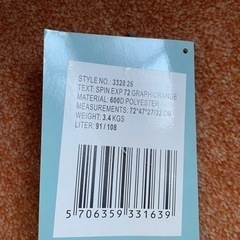 STYLE NO.: 3328.26
TEXT: SPIN EXP 72 GRAPH/ORANGE
MATERIAL: 600D POLYESTER
MEASUREMENTS: 72*47*27/32 CM
WEIGHT: 3.4 KGS
LITER: 91 / 108
5 706359 331639